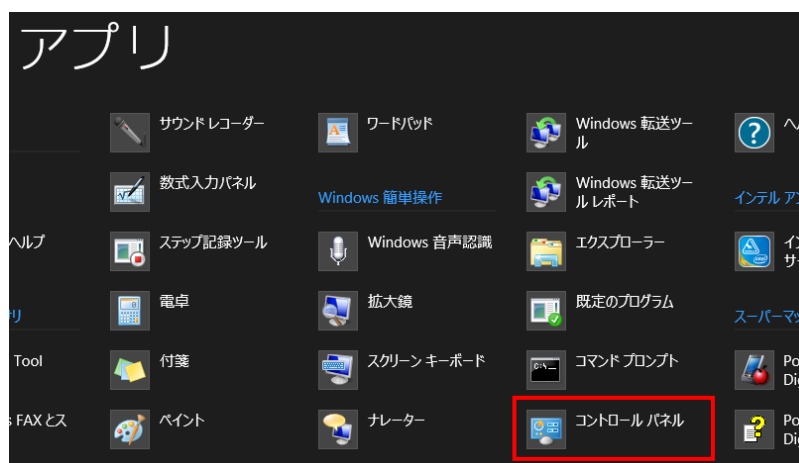 アプリ
ヘルプ
Tool
FAX とス
サウンド レコーダー
数式入力パネル
ステップ記録ツール
電卓
付箋
ペイント
ワードパッド
Windows 簡単操作
Windows 音声認識
拡大鏡
スクリーン キーボード
ナレーター
Windows 転送ツー
ル
Windows 転送ツー
ル レポート
エクスプローラー
既定のプログラム
コマンド プロンプト
コントロール パネル
インテル
スーパーマッ
Po
Di
Po
Di